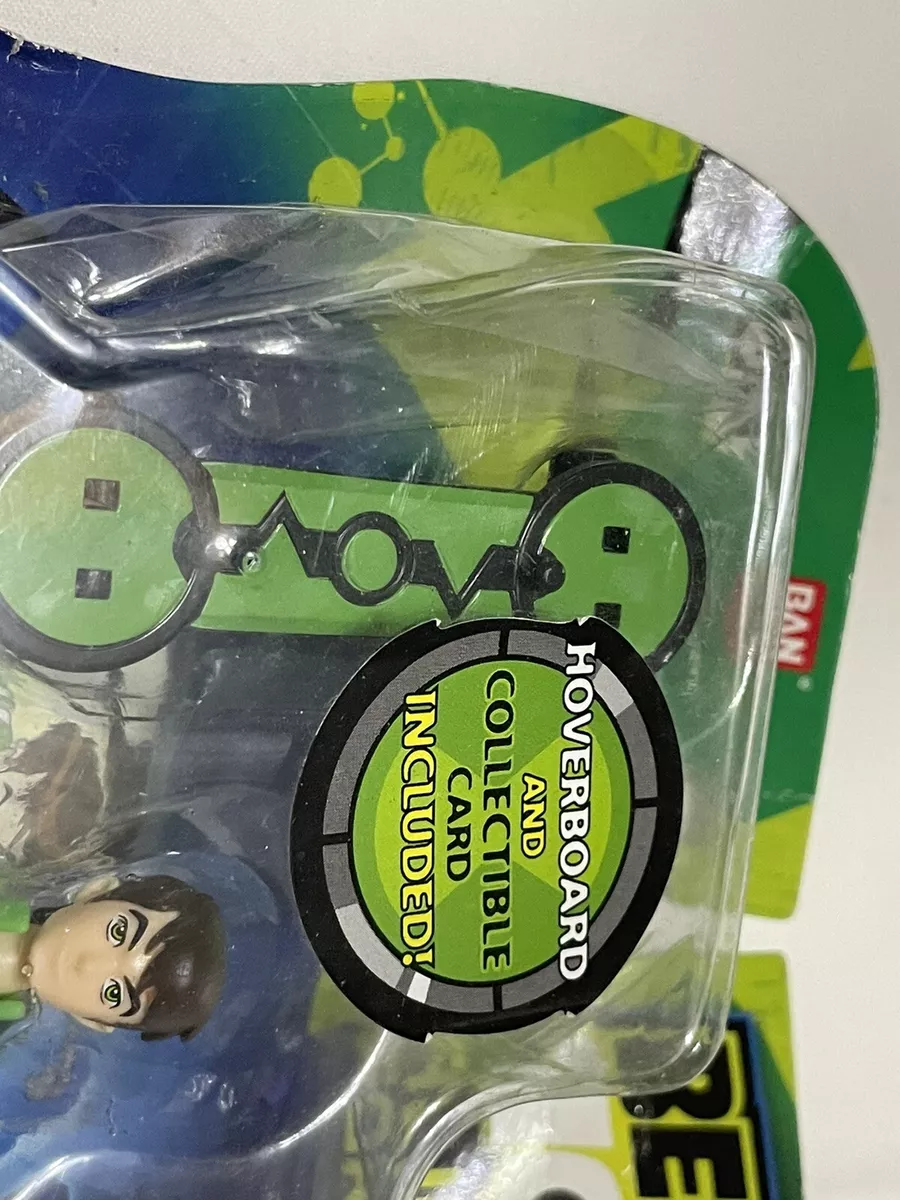 BAN
HOVERBOARD
AND
COLLECTIBLE
CARD
INCLUDED!
BE